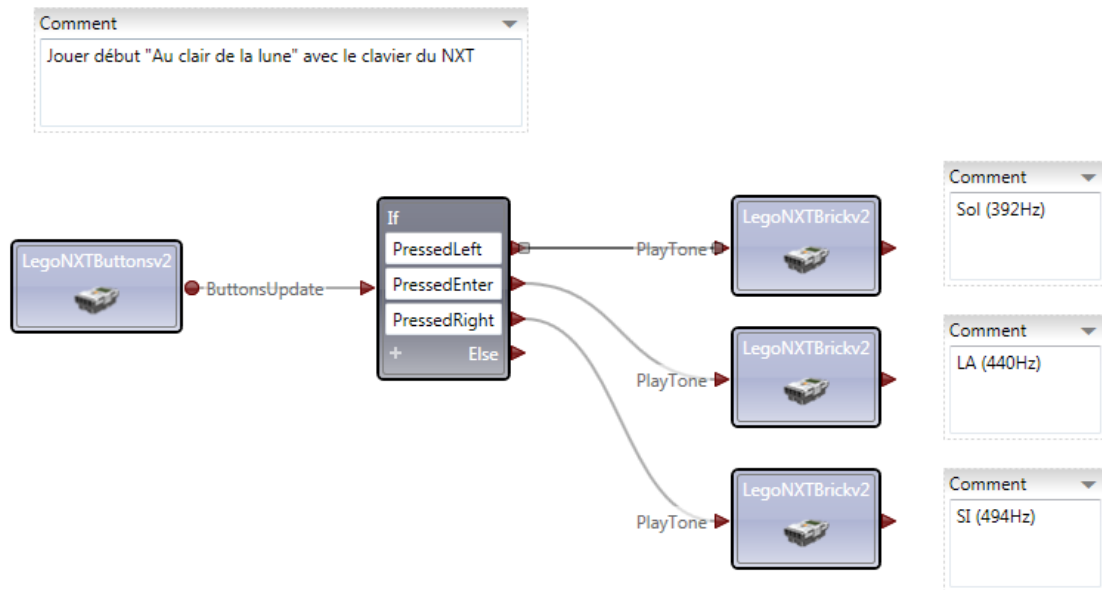 Comment
Jouer début "Au clair de la lune" avec le clavier du NXT
Comment
Sol (392Hz)
If
LegoNXTBrickv2
PressedLeft
PlayTone
LegoNXTButtonsv2
PressedEnter
ButtonsUpdate
PressedRight
Comment
LA (440Hz)
LegoNXTBrickv2
+ Else
PlayTone
Comment
SI (494Hz)
LegoNXTBrickv2
PlayTone